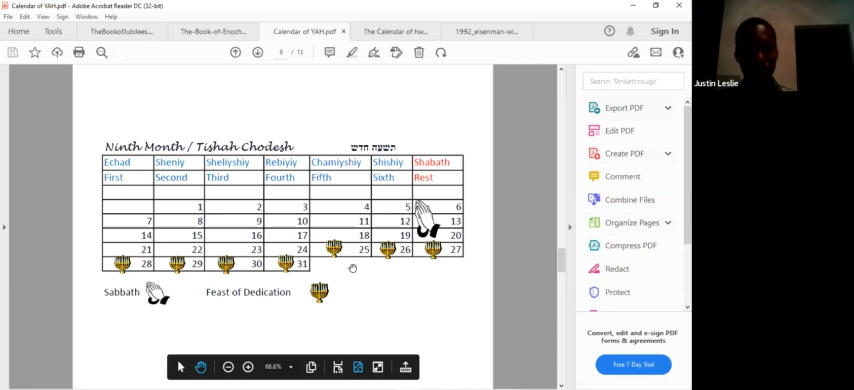 Calendar of YAH.pdf - Adobe Acrobat Reader DC (32-bit)
File Edit View Sign Window Help
Home Tools TheBookofJubilees.... The-Book-of-Enoch... Calendar of YAH.pdf × The Calendar of hw... 1992_eisenman-wi... Sign In
9 / 13
Ninth Month / Tishah Chodesh תשעה חדש
Echad Sheniy Sheliyshiy Rebiyiy Chamiyshiy Shishiy Shabath
First Second Third Fourth Fifth Sixth Rest
1 2 3 4 5 6
7 8 9 10 11 12 13
14 15 16 17 18 19 20
21 22 23 24 25 26 27
28 29 30 31
Sabbath Feast of Dedication
68.6%
Search 'Strikethrough'
Export PDF
Edit PDF
Create PDF
Comment
Combine Files
Organize Pages
Compress PDF
Redact
Protect
Convert, edit and e-sign PDF
forms & agreements
Free 7-Day Trial
Justin Leslie